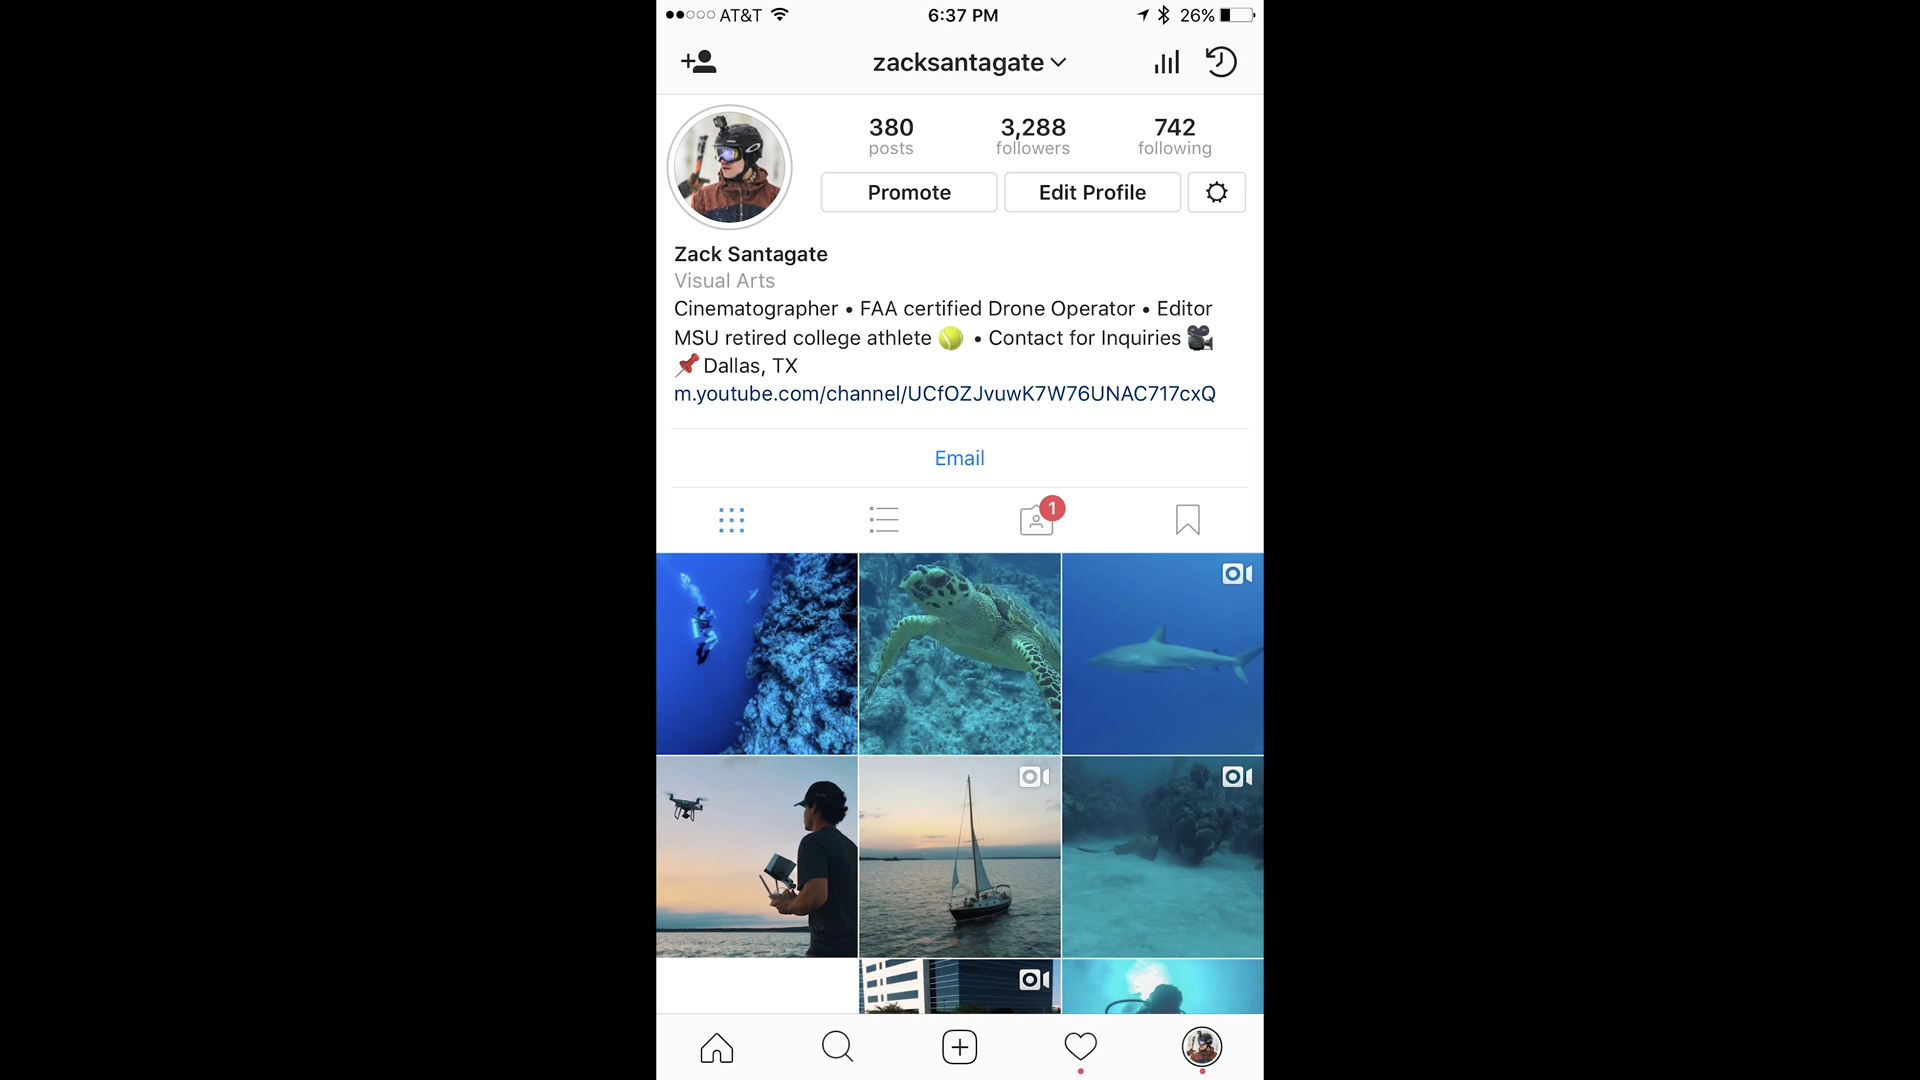 AT&T 6:37 PM 26%
zacksantagate
380 3,288 742
posts followers following
Promote Edit Profile
Zack Santagate
Visual Arts
Cinematographer • FAA certified Drone Operator • Editor
MSU retired college athlete 🎾 • Contact for Inquiries 🎥
📌 Dallas, TX
m.youtube.com/channel/UCfOZJvuwK7W76UNAC717cxQ
Email
1